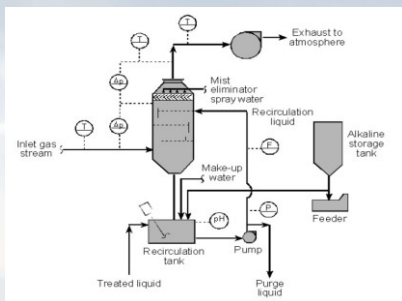 T
T
Exhaust to
atmosphere
Δp
Mist
eliminator
spray water
Recirculation
liquid
Alkaline
storage
tank
Inlet gas
stream
T
Δp
F
Make-up
water
Feeder
pH
P
Recirculation
tank
Pump
Treated liquid
Purge
liquid